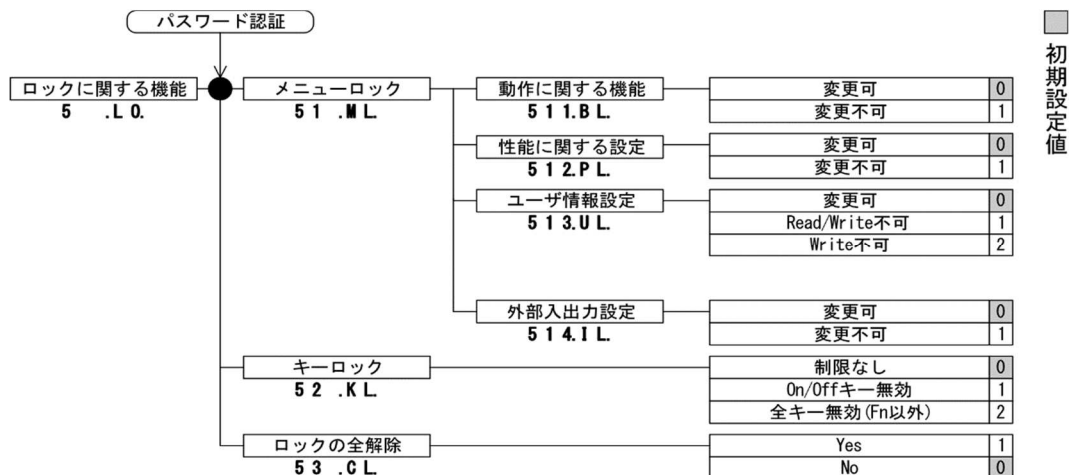 パスワード認証
初期設定値
ロックに関する機能
5 .LO.
メニューロック
51 .ML.
動作に関する機能
511.BL.
変更可 0
変更不可 1
性能に関する設定
512.PL.
変更可 0
変更不可 1
ユーザ情報設定
513.UL.
変更可 0
Read/Write不可 1
Write不可 2
外部入出力設定
514.IL.
変更可 0
変更不可 1
キーロック
52 .KL.
制限なし 0
On/Offキー無効 1
全キー無効(Fn以外) 2
ロックの全解除
53 .CL.
Yes 1
No 0